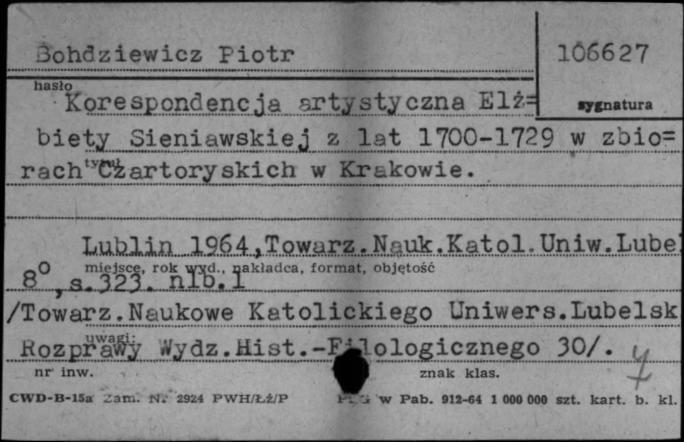 Bohdziewicz Piotr
106627
hasło
sygnatura
Korespondencja artystyczna Elż=
biety Sieniawskiej z lat 1700-1729 w zbio=
rach Czartoryskich w Krakowie.
tytuł
Lublin 1964,Towarz.Nauk.Katol.Uniw.Lubel
miejsce, rok wyd., nakładca, format, objętość
8°, s.323. nlb.1
/Towarz.Naukowe Katolickiego Uniwers.Lubelsk
uwagi:
Rozprawy Wydz.Hist.-Filologicznego 30/.
nr inw.
znak klas.
CWD-B-15a Zam. Nr 2924 PWH/Łż/P
w Pab. 912-64 1 000 000 szt. kart. b. kl.